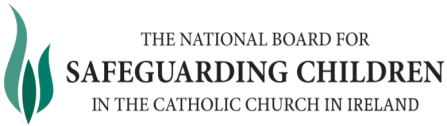 THE NATIONAL BOARD FOR
SAFEGUARDING CHILDREN
IN THE CATHOLIC CHURCH IN IRELAND